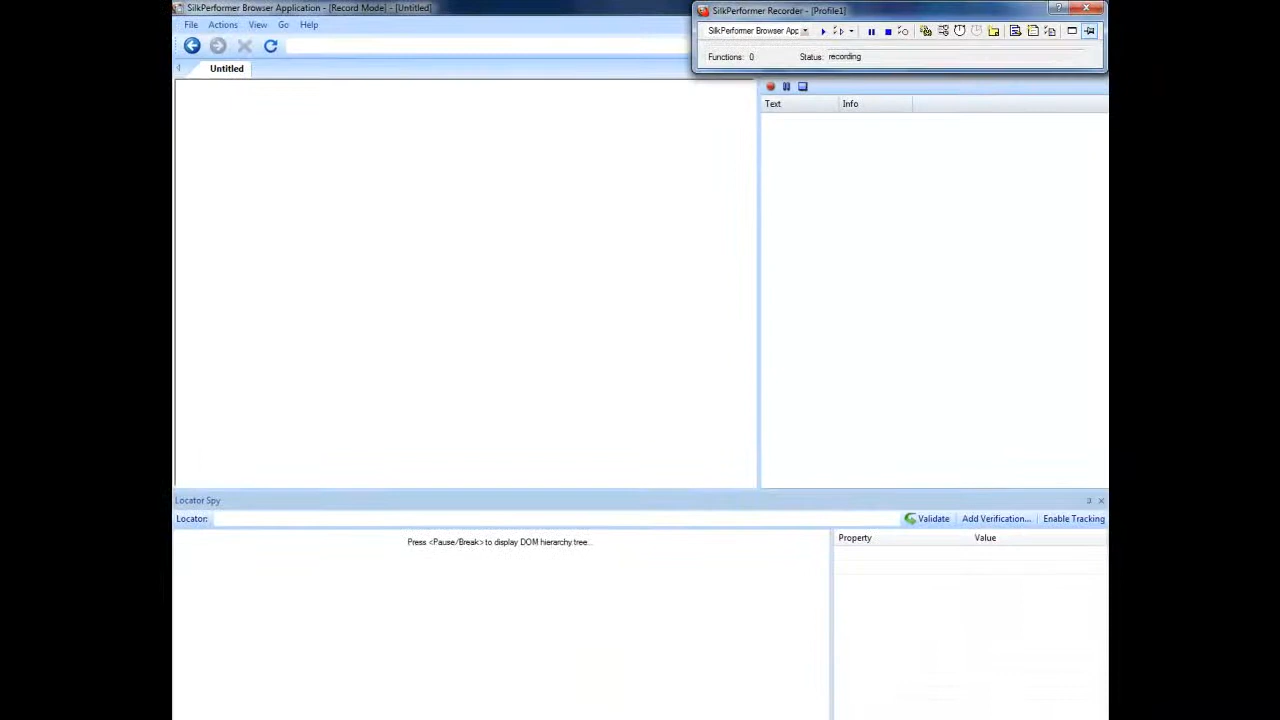 SilkPerformer Browser Application - [Record Mode] - [Untitled]
SilkPerformer Recorder - [Profile1]
File Actions View Go Help
SilkPerformer Browser App
Functions: 0 Status: recording
Untitled
Text Info
Locator Spy
Locator: Validate Add Verification... Enable Tracking
Press <Pause/Break> to display DOM hierarchy tree...
Property Value